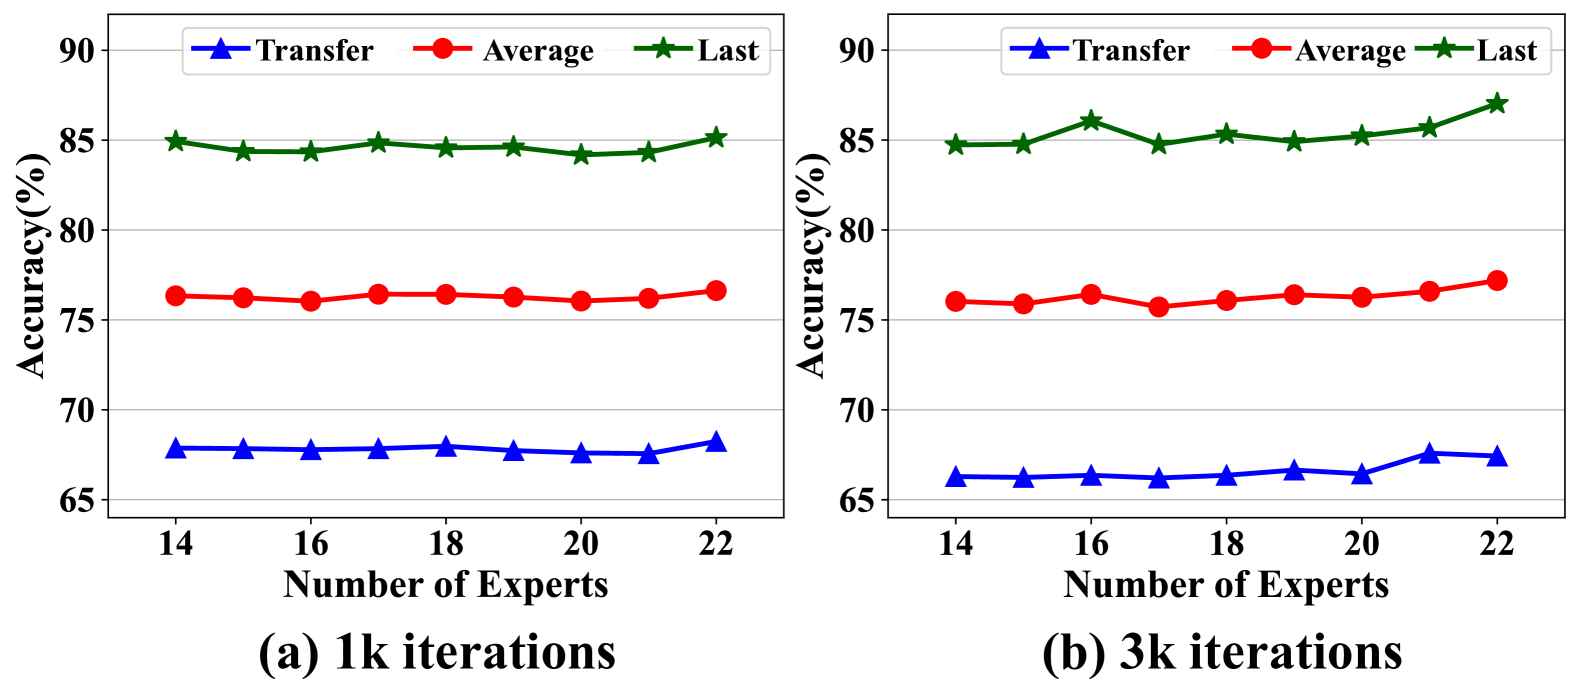 Transfer Average Last
90
85
80
75
70
65
Accuracy(%)
14 16 18 20 22
Number of Experts
(a) 1k iterations
Transfer Average Last
90
85
80
75
70
65
Accuracy(%)
14 16 18 20 22
Number of Experts
(b) 3k iterations